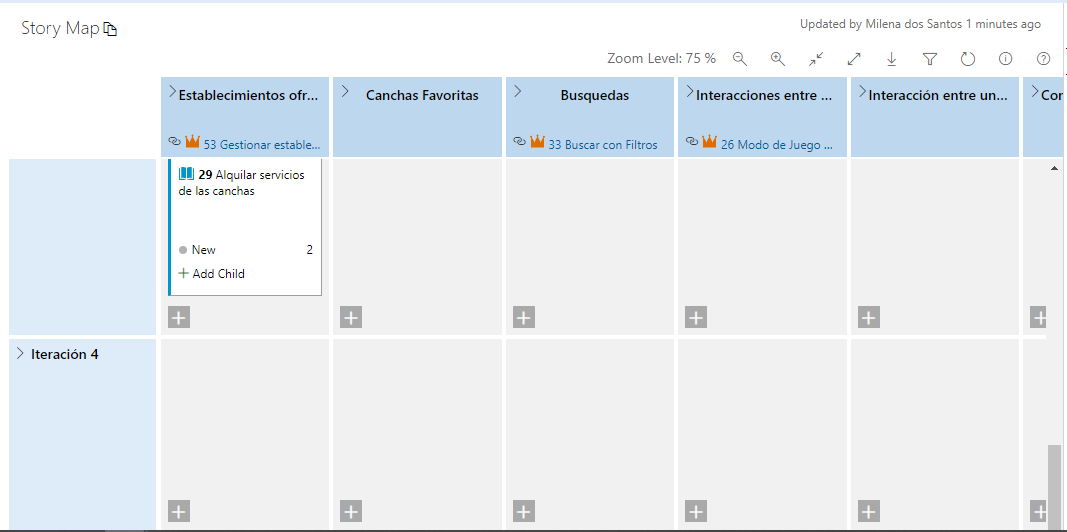 Story Map
Updated by Milena dos Santos 1 minutes ago
Zoom Level: 75 %
Establecimientos ofr...
Canchas Favoritas
Busquedas
Interacciones entre ...
Interacción entre un...
Cor
53 Gestionar estable...
33 Buscar con Filtros
26 Modo de Juego ...
29 Alquilar servicios
de las canchas
New 2
+ Add Child
Iteración 4